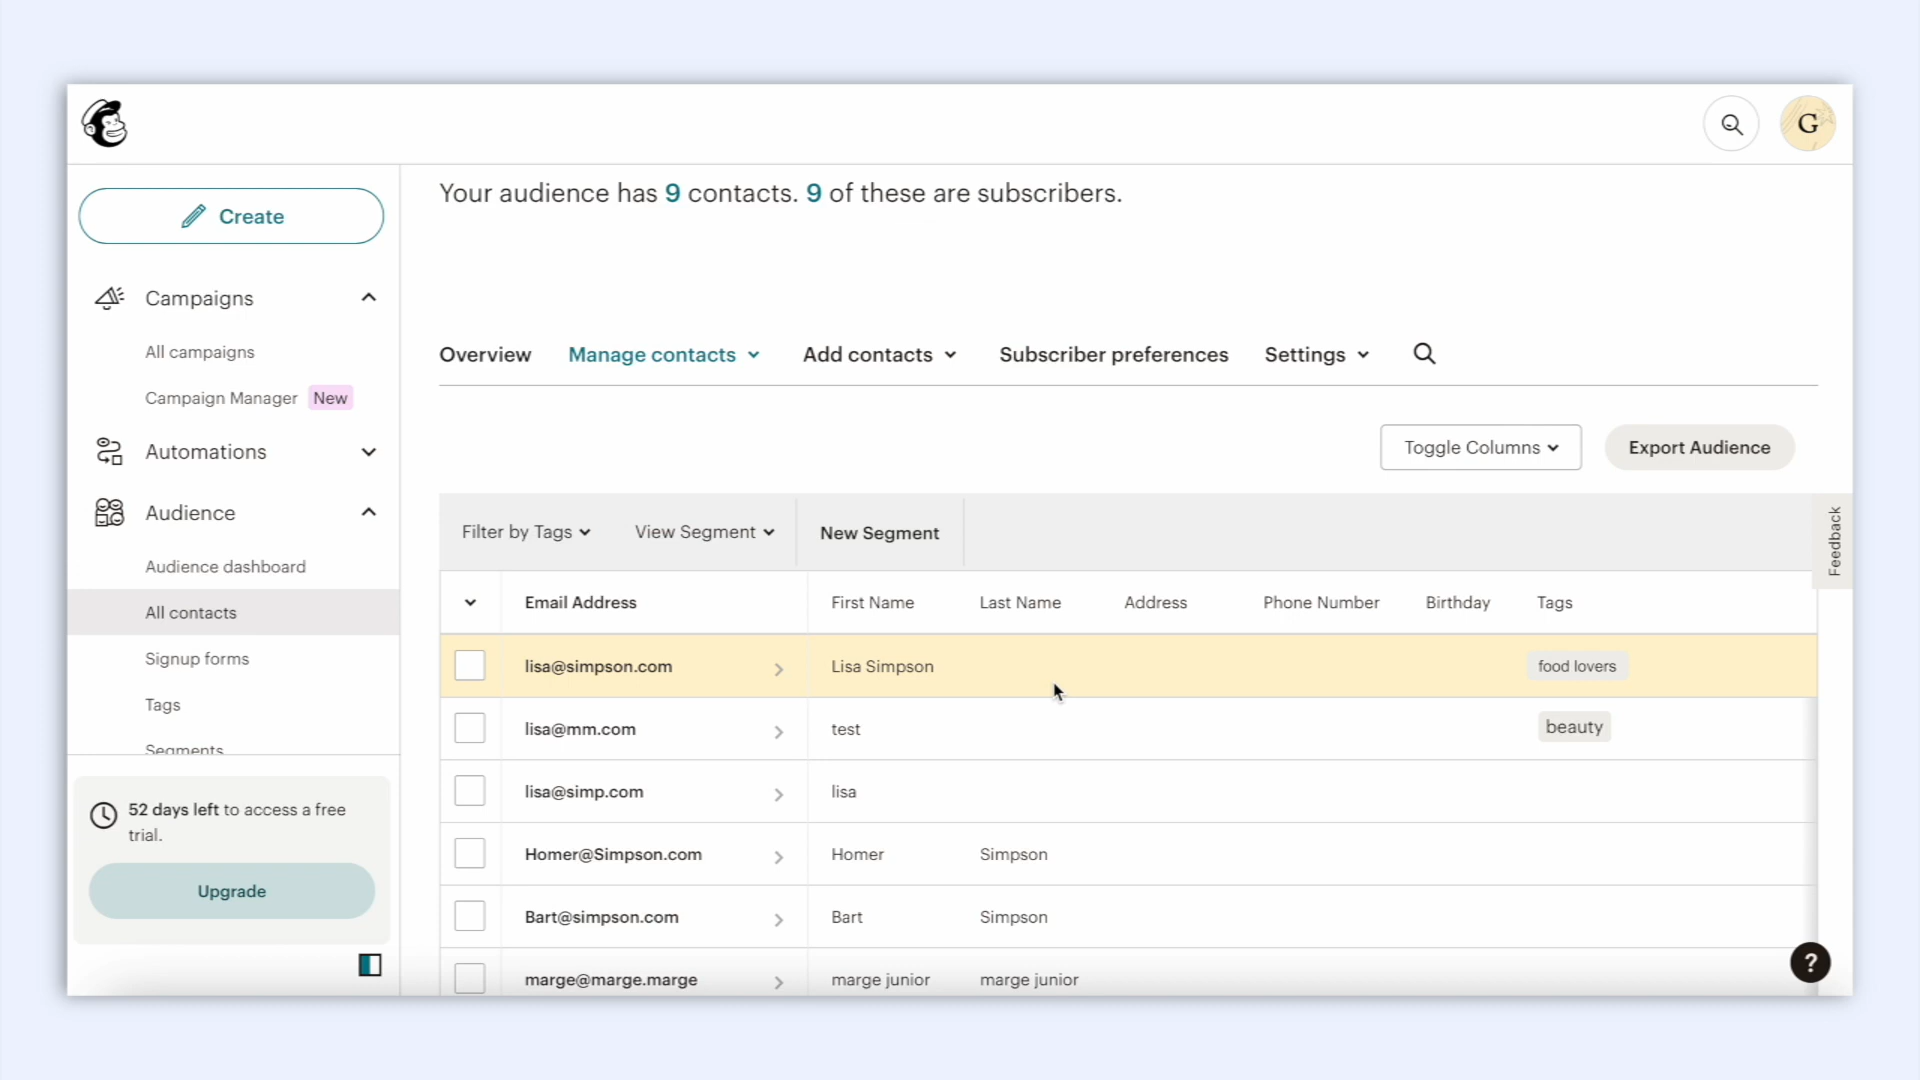 G
Create
Your audience has 9 contacts. 9 of these are subscribers.
Campaigns
All campaigns
Campaign Manager New
Automations
Audience
Audience dashboard
All contacts
Signup forms
Tags
Segments
52 days left to access a free
trial.
Upgrade
Overview Manage contacts Add contacts Subscriber preferences Settings
Toggle Columns Export Audience
Filter by Tags View Segment New Segment
Feedback
Email Address First Name Last Name Address Phone Number Birthday Tags
lisa@simpson.com Lisa Simpson food lovers
lisa@mm.com test beauty
lisa@simp.com lisa
Homer@Simpson.com Homer Simpson
Bart@simpson.com Bart Simpson
marge@marge.marge marge junior marge junior
?